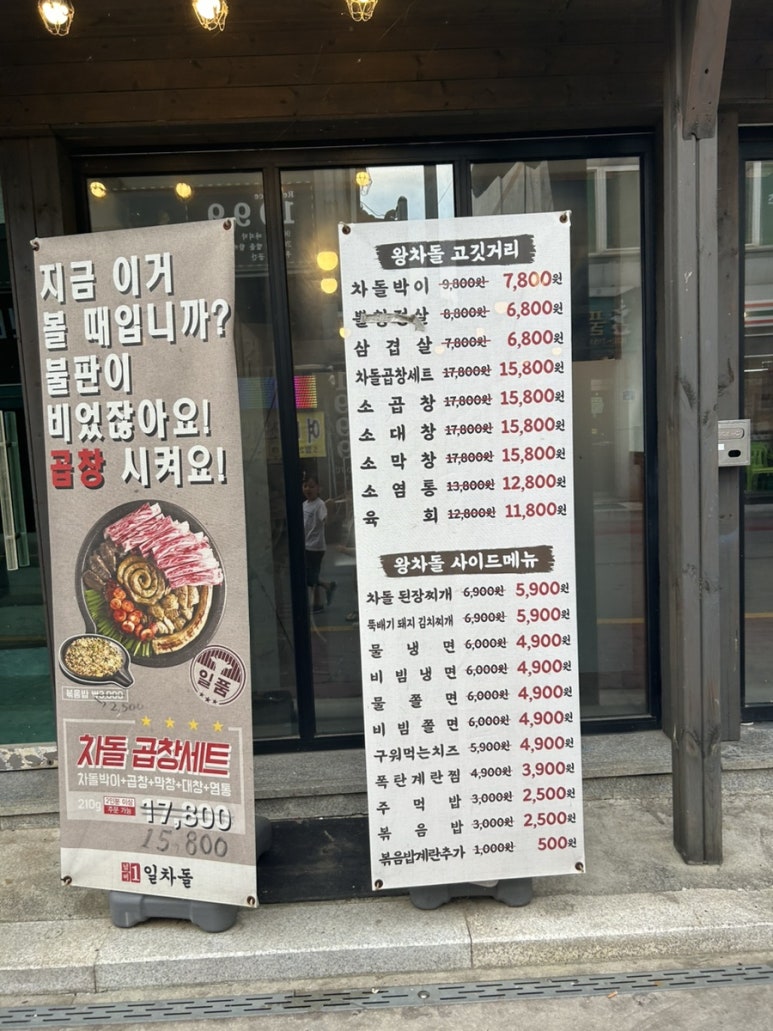 지금 이거
볼 때입니까?
불판이
비었잖아요!
곱창 시켜요!
볶음밥 ₩3,000
2,500
일품
차돌 곱창세트
차돌박이+곱창+막창+대창+염통
210g 2인분 이상 주문 가능 17,800
15,800
1 일차돌
왕차돌 고깃거리
차돌박이 9,800원 7,800원
살 8,800원 6,800원
삼겹살 7,800원 6,800원
차돌곱창세트 17,800원 15,800원
소곱창 17,800원 15,800원
소대창 17,800원 15,800원
소막창 17,800원 15,800원
소염통 13,800원 12,800원
육회 12,800원 11,800원
왕차돌 사이드메뉴
차돌 된장찌개 6,900원 5,900원
뚝배기 돼지 김치찌개 6,900원 5,900원
물냉면 6,000원 4,900원
비빔냉면 6,000원 4,900원
물쫄면 6,000원 4,900원
비빔쫄면 6,000원 4,900원
구워먹는치즈 5,900원 4,900원
폭탄계란찜 4,900원 3,900원
주먹밥 3,000원 2,500원
볶음밥 3,000원 2,500원
볶음밥계란추가 1,000원 500원